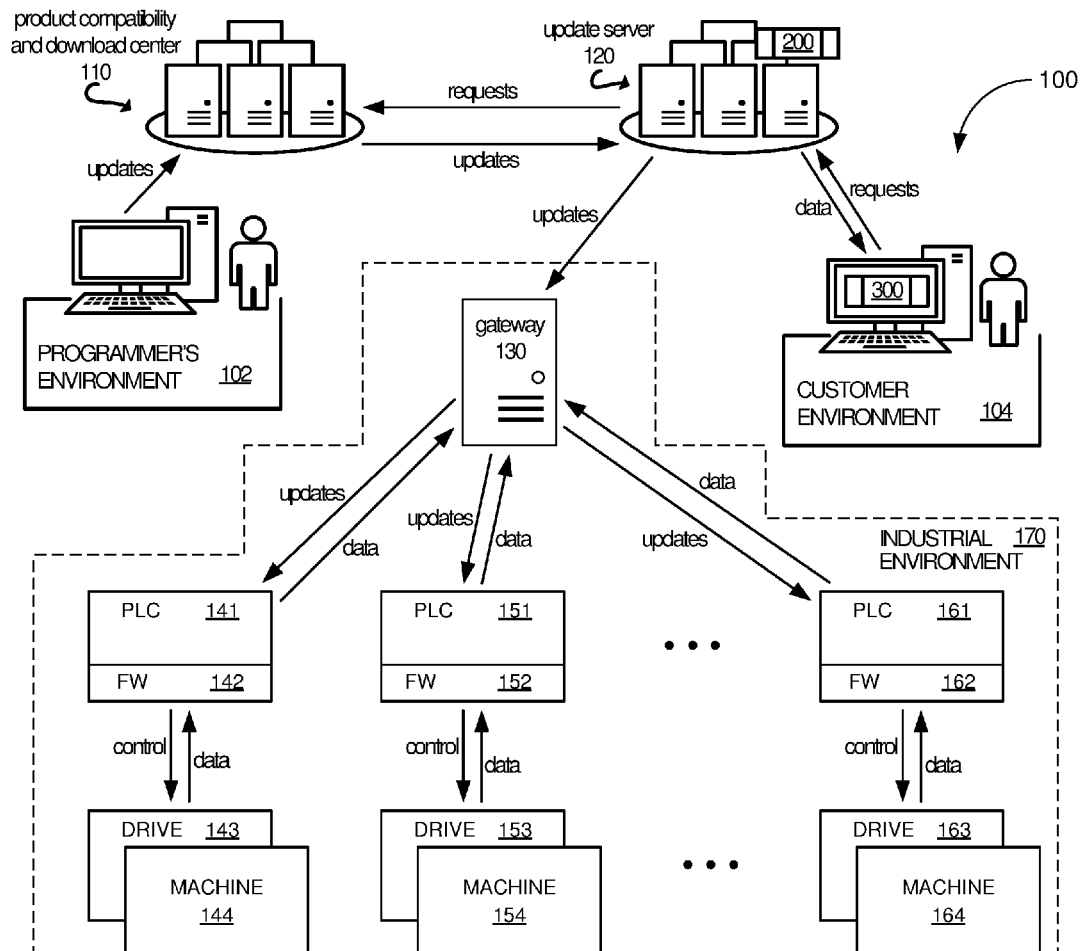 product compatibility
and download center
110
update server
120
200
100
requests
updates
updates
updates
requests
data
300
gateway
130
PROGRAMMER'S
ENVIRONMENT 102
CUSTOMER
ENVIRONMENT 104
updates
data
updates
data
data
updates
INDUSTRIAL 170
ENVIRONMENT
PLC 141
FW 142
PLC 151
FW 152
PLC 161
FW 162
control
data
control
data
control
data
DRIVE 143
MACHINE
144
DRIVE 153
MACHINE
154
DRIVE 163
MACHINE
164